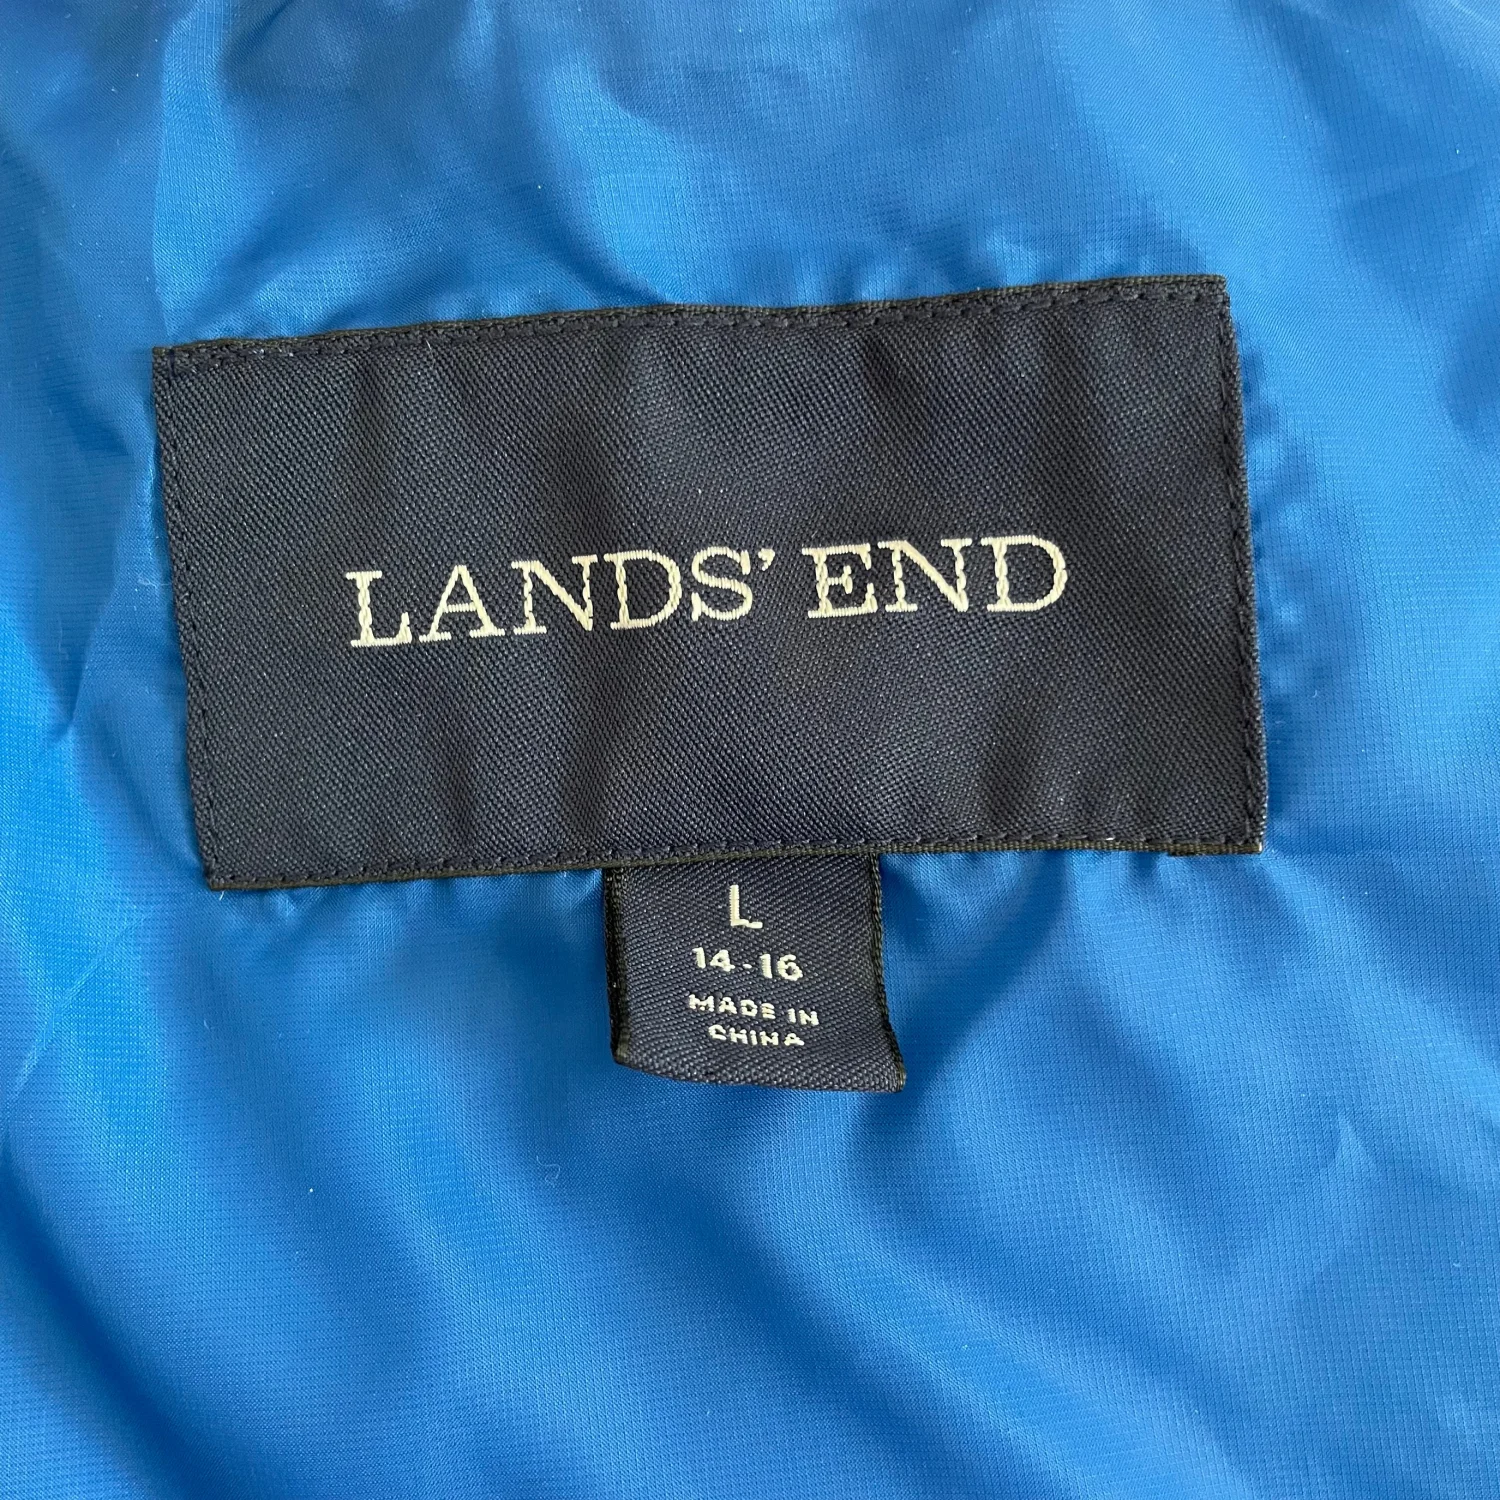 LANDS’ END
L
14-16
MADE IN
CHINA